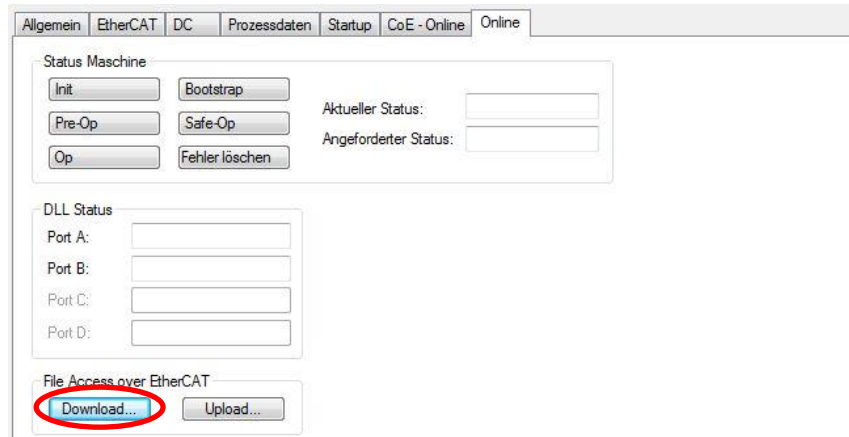 Allgemein EtherCAT DC Prozessdaten Startup CoE - Online Online
Status Maschine
Init Bootstrap
Pre-Op Safe-Op
Op Fehler löschen
Aktueller Status:
Angeforderter Status:
DLL Status
Port A:
Port B:
Port C:
Port D:
File Access over EtherCAT
Download... Upload...